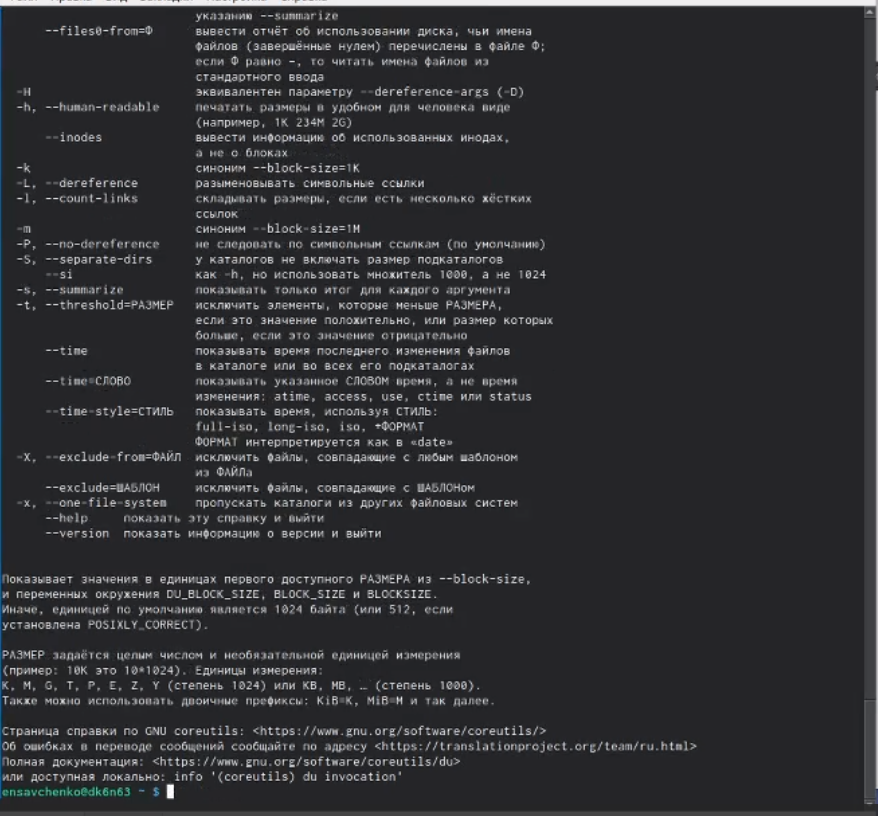 указанию --summarize
--files0-from=Ф вывести отчёт об использовании диска, чьи имена
файлов (завершённые нулем) перечислены в файле Ф;
если Ф равно -, то читать имена файлов из
стандартного ввода
-H эквивалентен параметру --dereference-args (-D)
-h, --human-readable печатать размеры в удобном для человека виде
(например, 1K 234M 2G)
--inodes вывести информацию об использованных инодах,
а не о блоках
-k синоним --block-size=1K
-L, --dereference разыменовывать символьные ссылки
-l, --count-links складывать размеры, если есть несколько жёстких
ссылок
-m синоним --block-size=1M
-P, --no-dereference не следовать по символьным ссылкам (по умолчанию)
-S, --separate-dirs у каталогов не включать размер подкаталогов
--si как -h, но использовать множитель 1000, а не 1024
-s, --summarize показывать только итог для каждого аргумента
-t, --threshold=РАЗМЕР исключить элементы, которые меньше РАЗМЕРА,
если это значение положительно, или размер которых
больше, если это значение отрицательно
--time показывать время последнего изменения файлов
в каталоге или во всех его подкаталогах
--time=СЛОВО показывать указанное СЛОВОМ время, а не время
изменения: atime, access, use, ctime или status
--time-style=СТИЛЬ показывать время, используя СТИЛЬ:
full-iso, long-iso, iso, +ФОРМАТ
ФОРМАТ интерпретируется как в «date»
-X, --exclude-from=ФАЙЛ исключить файлы, совпадающие с любым шаблоном
из ФАЙЛа
--exclude=ШАБЛОН исключить файлы, совпадающие с ШАБЛОНом
-x, --one-file-system пропускать каталоги из других файловых систем
--help показать эту справку и выйти
--version показать информацию о версии и выйти
Показывает значения в единицах первого доступного РАЗМЕРА из --block-size,
и переменных окружения DU_BLOCK_SIZE, BLOCK_SIZE и BLOCKSIZE.
Иначе, единицей по умолчанию является 1024 байта (или 512, если
установлена POSIXLY_CORRECT).
РАЗМЕР задаётся целым числом и необязательной единицей измерения
(пример: 10K это 10*1024). Единицы измерения:
K, M, G, T, P, E, Z, Y (степень 1024) или KB, MB, … (степень 1000).
Также можно использовать двоичные префиксы: KiB=K, MiB=M и так далее.
Страница справки по GNU coreutils: <https://www.gnu.org/software/coreutils/>
Об ошибках в переводе сообщений сообщайте по адресу <https://translationproject.org/team/ru.html>
Полная документация: <https://www.gnu.org/software/coreutils/du>
или доступная локально: info '(coreutils) du invocation'
ensavchenko@dk6n63 ~ $